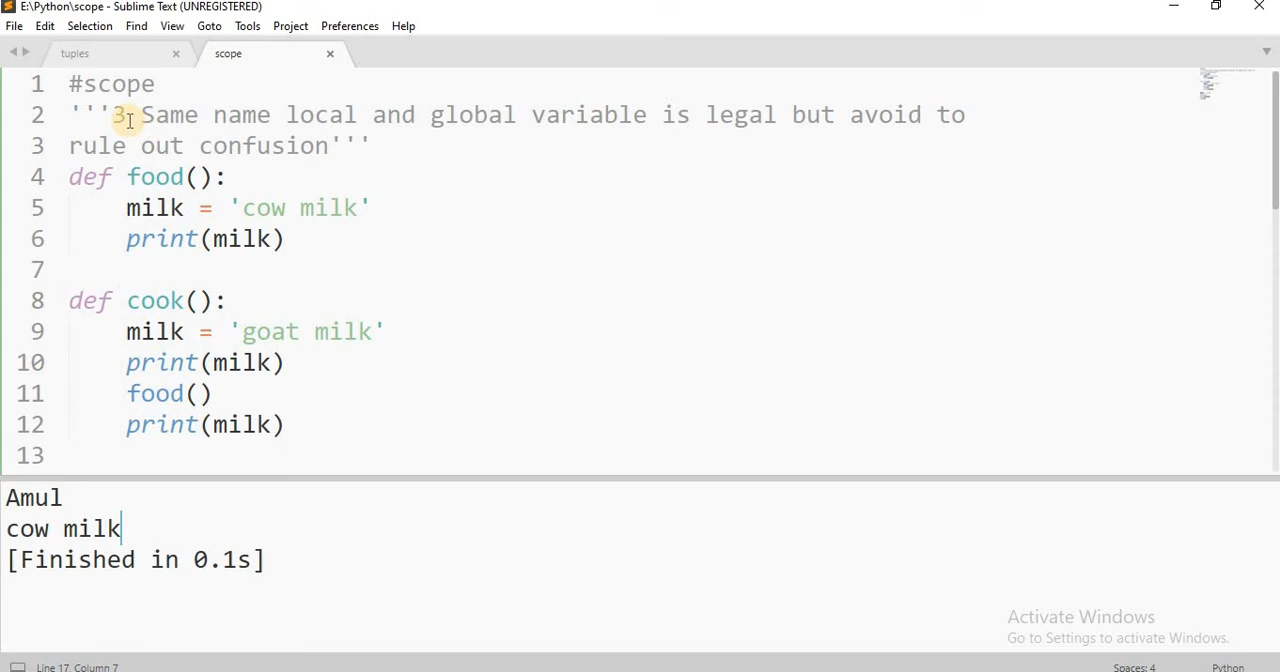 E:\Python\scope - Sublime Text (UNREGISTERED)
File Edit Selection Find View Goto Tools Project Preferences Help
tuples scope
1 #scope
2 '''3.Same name local and global variable is legal but avoid to
3 rule out confusion'''
4 def food():
5 milk = 'cow milk'
6 print(milk)
7
8 def cook():
9 milk = 'goat milk'
10 print(milk)
11 food()
12 print(milk)
13
Amul
cow milk
[Finished in 0.1s]
Activate Windows
Go to Settings to activate Windows.
Line 17, Column 7 Spaces: 4 Python